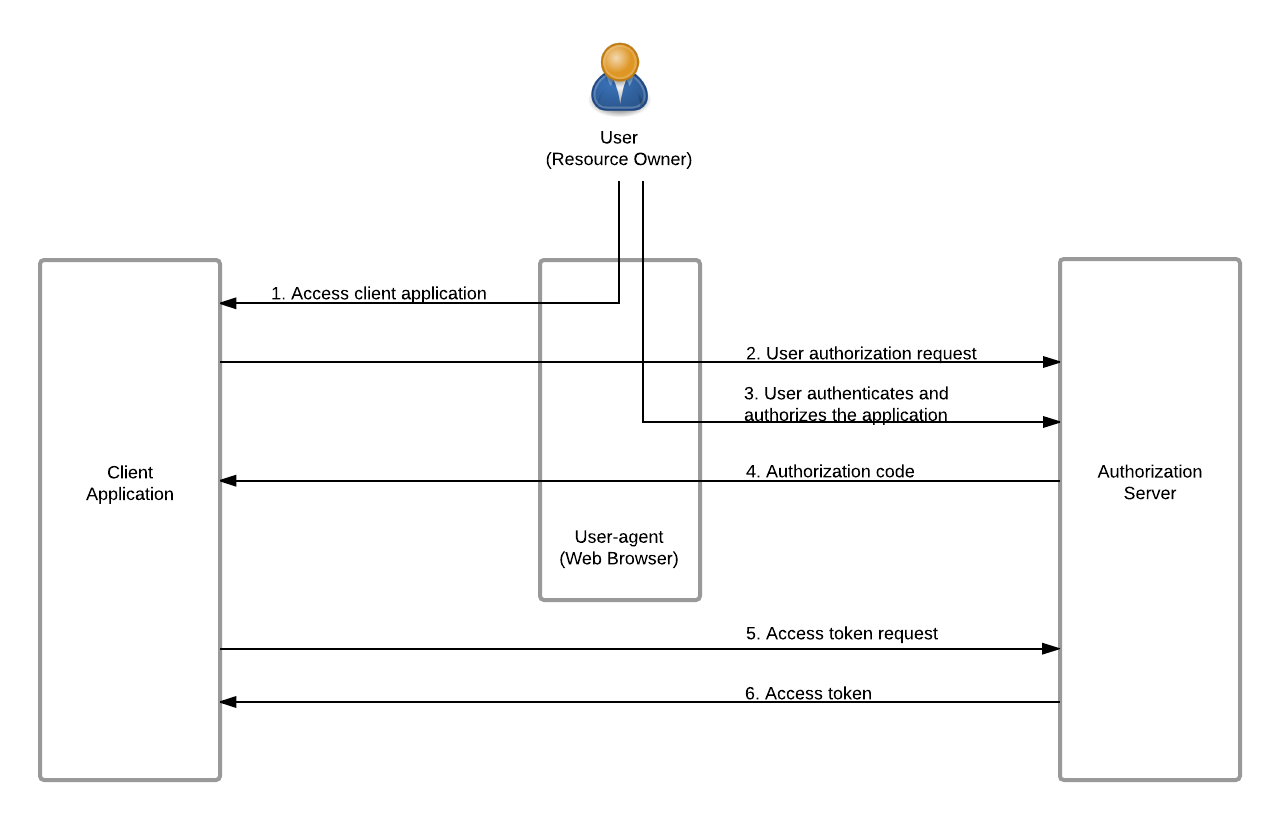 User
(Resource Owner)
1. Access client application
2. User authorization request
3. User authenticates and
authorizes the application
4. Authorization code
Client
Application
Authorization
Server
User-agent
(Web Browser)
5. Access token request
6. Access token